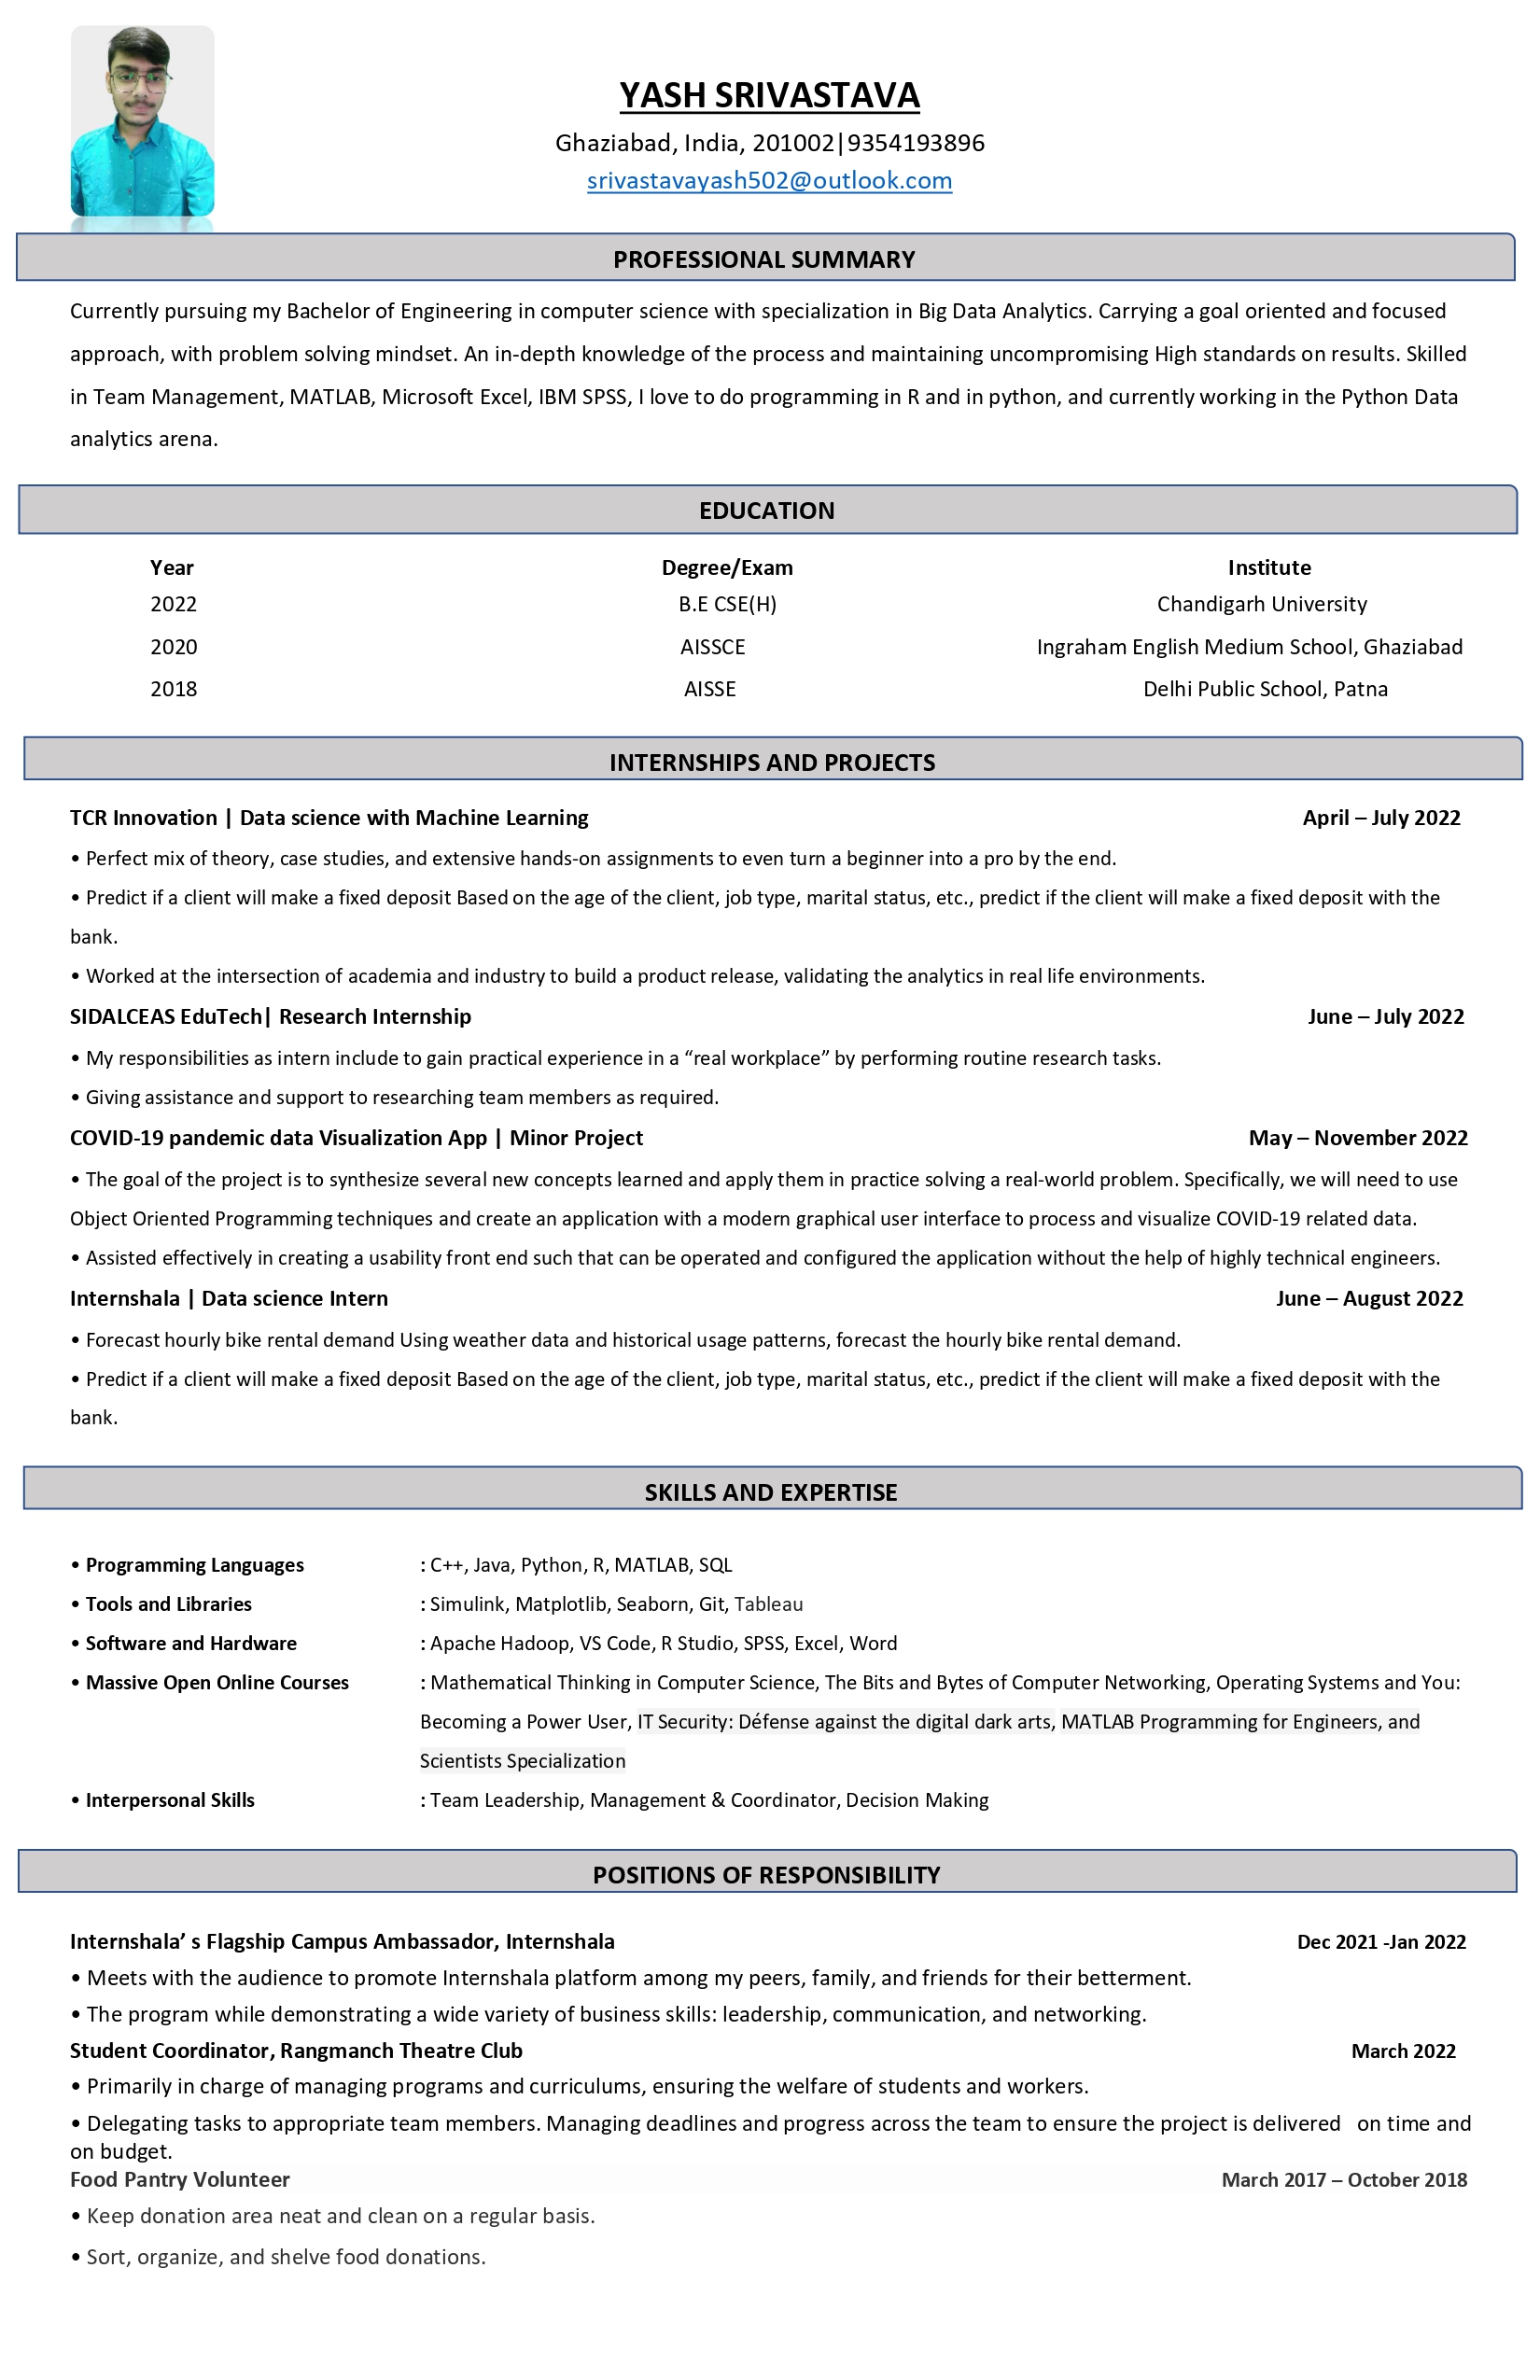 YASH SRIVASTAVA
Ghaziabad, India, 201002|9354193896
srivastavayash502@outlook.com
PROFESSIONAL SUMMARY
Currently pursuing my Bachelor of Engineering in computer science with specialization in Big Data Analytics. Carrying a goal oriented and focused
approach, with problem solving mindset. An in-depth knowledge of the process and maintaining uncompromising High standards on results. Skilled
in Team Management, MATLAB, Microsoft Excel, IBM SPSS, I love to do programming in R and in python, and currently working in the Python Data
analytics arena.
EDUCATION
Year Degree/Exam Institute
2022 B.E CSE(H) Chandigarh University
2020 AISSCE Ingraham English Medium School, Ghaziabad
2018 AISSE Delhi Public School, Patna
INTERNSHIPS AND PROJECTS
TCR Innovation | Data science with Machine Learning April – July 2022
• Perfect mix of theory, case studies, and extensive hands-on assignments to even turn a beginner into a pro by the end.
• Predict if a client will make a fixed deposit Based on the age of the client, job type, marital status, etc., predict if the client will make a fixed deposit with the
bank.
• Worked at the intersection of academia and industry to build a product release, validating the analytics in real life environments.
SIDALCEAS EduTech| Research Internship June – July 2022
• My responsibilities as intern include to gain practical experience in a “real workplace” by performing routine research tasks.
• Giving assistance and support to researching team members as required.
COVID-19 pandemic data Visualization App | Minor Project May – November 2022
• The goal of the project is to synthesize several new concepts learned and apply them in practice solving a real-world problem. Specifically, we will need to use
Object Oriented Programming techniques and create an application with a modern graphical user interface to process and visualize COVID-19 related data.
• Assisted effectively in creating a usability front end such that can be operated and configured the application without the help of highly technical engineers.
Internshala | Data science Intern June – August 2022
• Forecast hourly bike rental demand Using weather data and historical usage patterns, forecast the hourly bike rental demand.
• Predict if a client will make a fixed deposit Based on the age of the client, job type, marital status, etc., predict if the client will make a fixed deposit with the
bank.
SKILLS AND EXPERTISE
• Programming Languages : C++, Java, Python, R, MATLAB, SQL
• Tools and Libraries : Simulink, Matplotlib, Seaborn, Git, Tableau
• Software and Hardware : Apache Hadoop, VS Code, R Studio, SPSS, Excel, Word
• Massive Open Online Courses : Mathematical Thinking in Computer Science, The Bits and Bytes of Computer Networking, Operating Systems and You:
Becoming a Power User, IT Security: Défense against the digital dark arts, MATLAB Programming for Engineers, and
Scientists Specialization
• Interpersonal Skills : Team Leadership, Management & Coordinator, Decision Making
POSITIONS OF RESPONSIBILITY
Internshala’ s Flagship Campus Ambassador, Internshala Dec 2021 -Jan 2022
• Meets with the audience to promote Internshala platform among my peers, family, and friends for their betterment.
• The program while demonstrating a wide variety of business skills: leadership, communication, and networking.
Student Coordinator, Rangmanch Theatre Club March 2022
• Primarily in charge of managing programs and curriculums, ensuring the welfare of students and workers.
• Delegating tasks to appropriate team members. Managing deadlines and progress across the team to ensure the project is delivered on time and
on budget.
Food Pantry Volunteer March 2017 – October 2018
• Keep donation area neat and clean on a regular basis.
• Sort, organize, and shelve food donations.